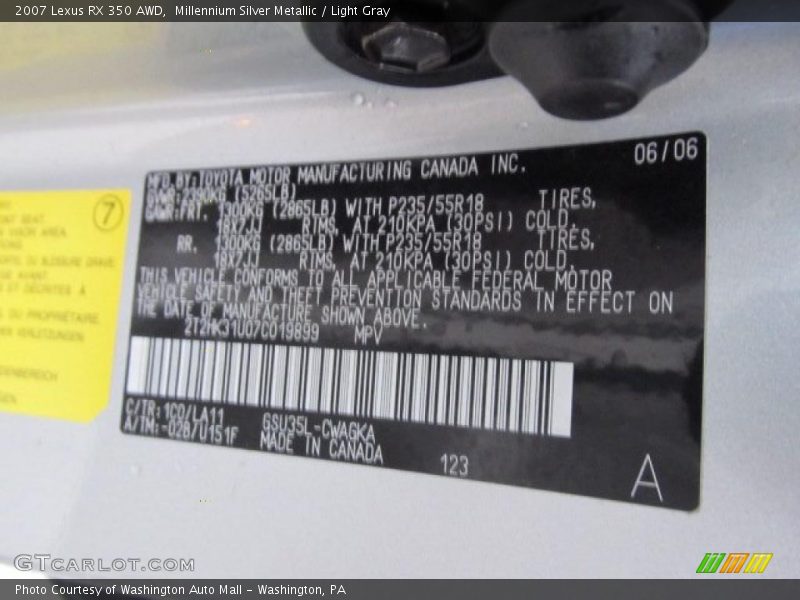 2007 Lexus RX 350 AWD, Millennium Silver Metallic / Light Gray
06/06
MFD.BY:TOYOTA MOTOR MANUFACTURING CANADA INC.
(5265LB)
GAWR:FRT. 1300KG (2865LB) WITH P235/55R18 TIRES,
18X7JJ RIMS, AT 210KPA (30PSI) COLD,
RR. 1300KG (2865LB) WITH P235/55R18 TIRES,
18X7JJ RIMS, AT 210KPA (30PSI) COLD.
THIS VEHICLE CONFORMS TO ALL APPLICABLE FEDERAL MOTOR
VEHICLE SAFETY AND THEFT PREVENTION STANDARDS IN EFFECT ON
THE DATE OF MANUFACTURE SHOWN ABOVE.
2T2HK31U07C019899 MPV
C/TR:1C0/LA11 GSU35L-CWAGKA
A/TM:-02B/U151F MADE IN CANADA
123
A
7
GTCARLOT.COM
Photo Courtesy of Washington Auto Mall - Washington, PA